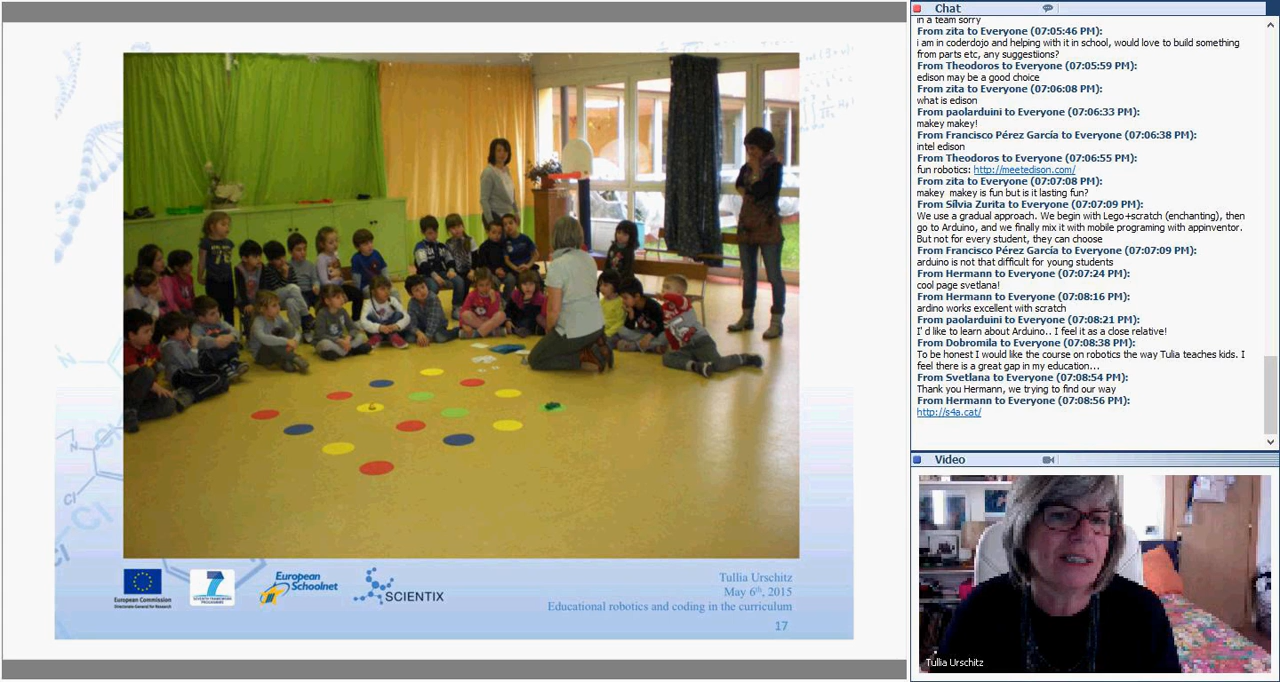 European Commission
Directorate-General for Research
7
SEVENTH FRAMEWORK
PROGRAMME
European
Schoolnet
SCIENTIX
Tullia Urschitz
May 6th, 2015
Educational robotics and coding in the curriculum
17
Chat
in a team sorry
From zita to Everyone (07:05:46 PM):
i am in coderdojo and helping with it in school, would love to build something
from parts etc, any suggestiions?
From Theodoros to Everyone (07:05:59 PM):
edison may be a good choice
From zita to Everyone (07:06:08 PM):
what is edison
From paolarduini to Everyone (07:06:33 PM):
makey makey!
From Francisco Pérez García to Everyone (07:06:38 PM):
intel edison
From Theodoros to Everyone (07:06:55 PM):
fun robotics: http://meetedison.com/
From zita to Everyone (07:07:08 PM):
makey makey is fun but is it lasting fun?
From Sílvia Zurita to Everyone (07:07:09 PM):
We use a gradual approach. We begin with Lego+scratch (enchanting), then
go to Arduino, and we finally mix it with mobile programing with appinventor.
But not for every student, they can choose
From Francisco Pérez García to Everyone (07:07:09 PM):
arduino is not that difficult for young students
From Hermann to Everyone (07:07:24 PM):
cool page svetlana!
From Hermann to Everyone (07:08:16 PM):
ardino works excellent with scratch
From paolarduini to Everyone (07:08:21 PM):
I' d like to learn about Arduino.. I feel it as a close relative!
From Dobromila to Everyone (07:08:38 PM):
To be honest I would like the course on robotics the way Tulia teaches kids. I
feel there is a great gap in my education...
From Svetlana to Everyone (07:08:54 PM):
Thank you Hermann, we trying to find our way
From Hermann to Everyone (07:08:56 PM):
http://s4a.cat/
Video
Tullia Urschitz